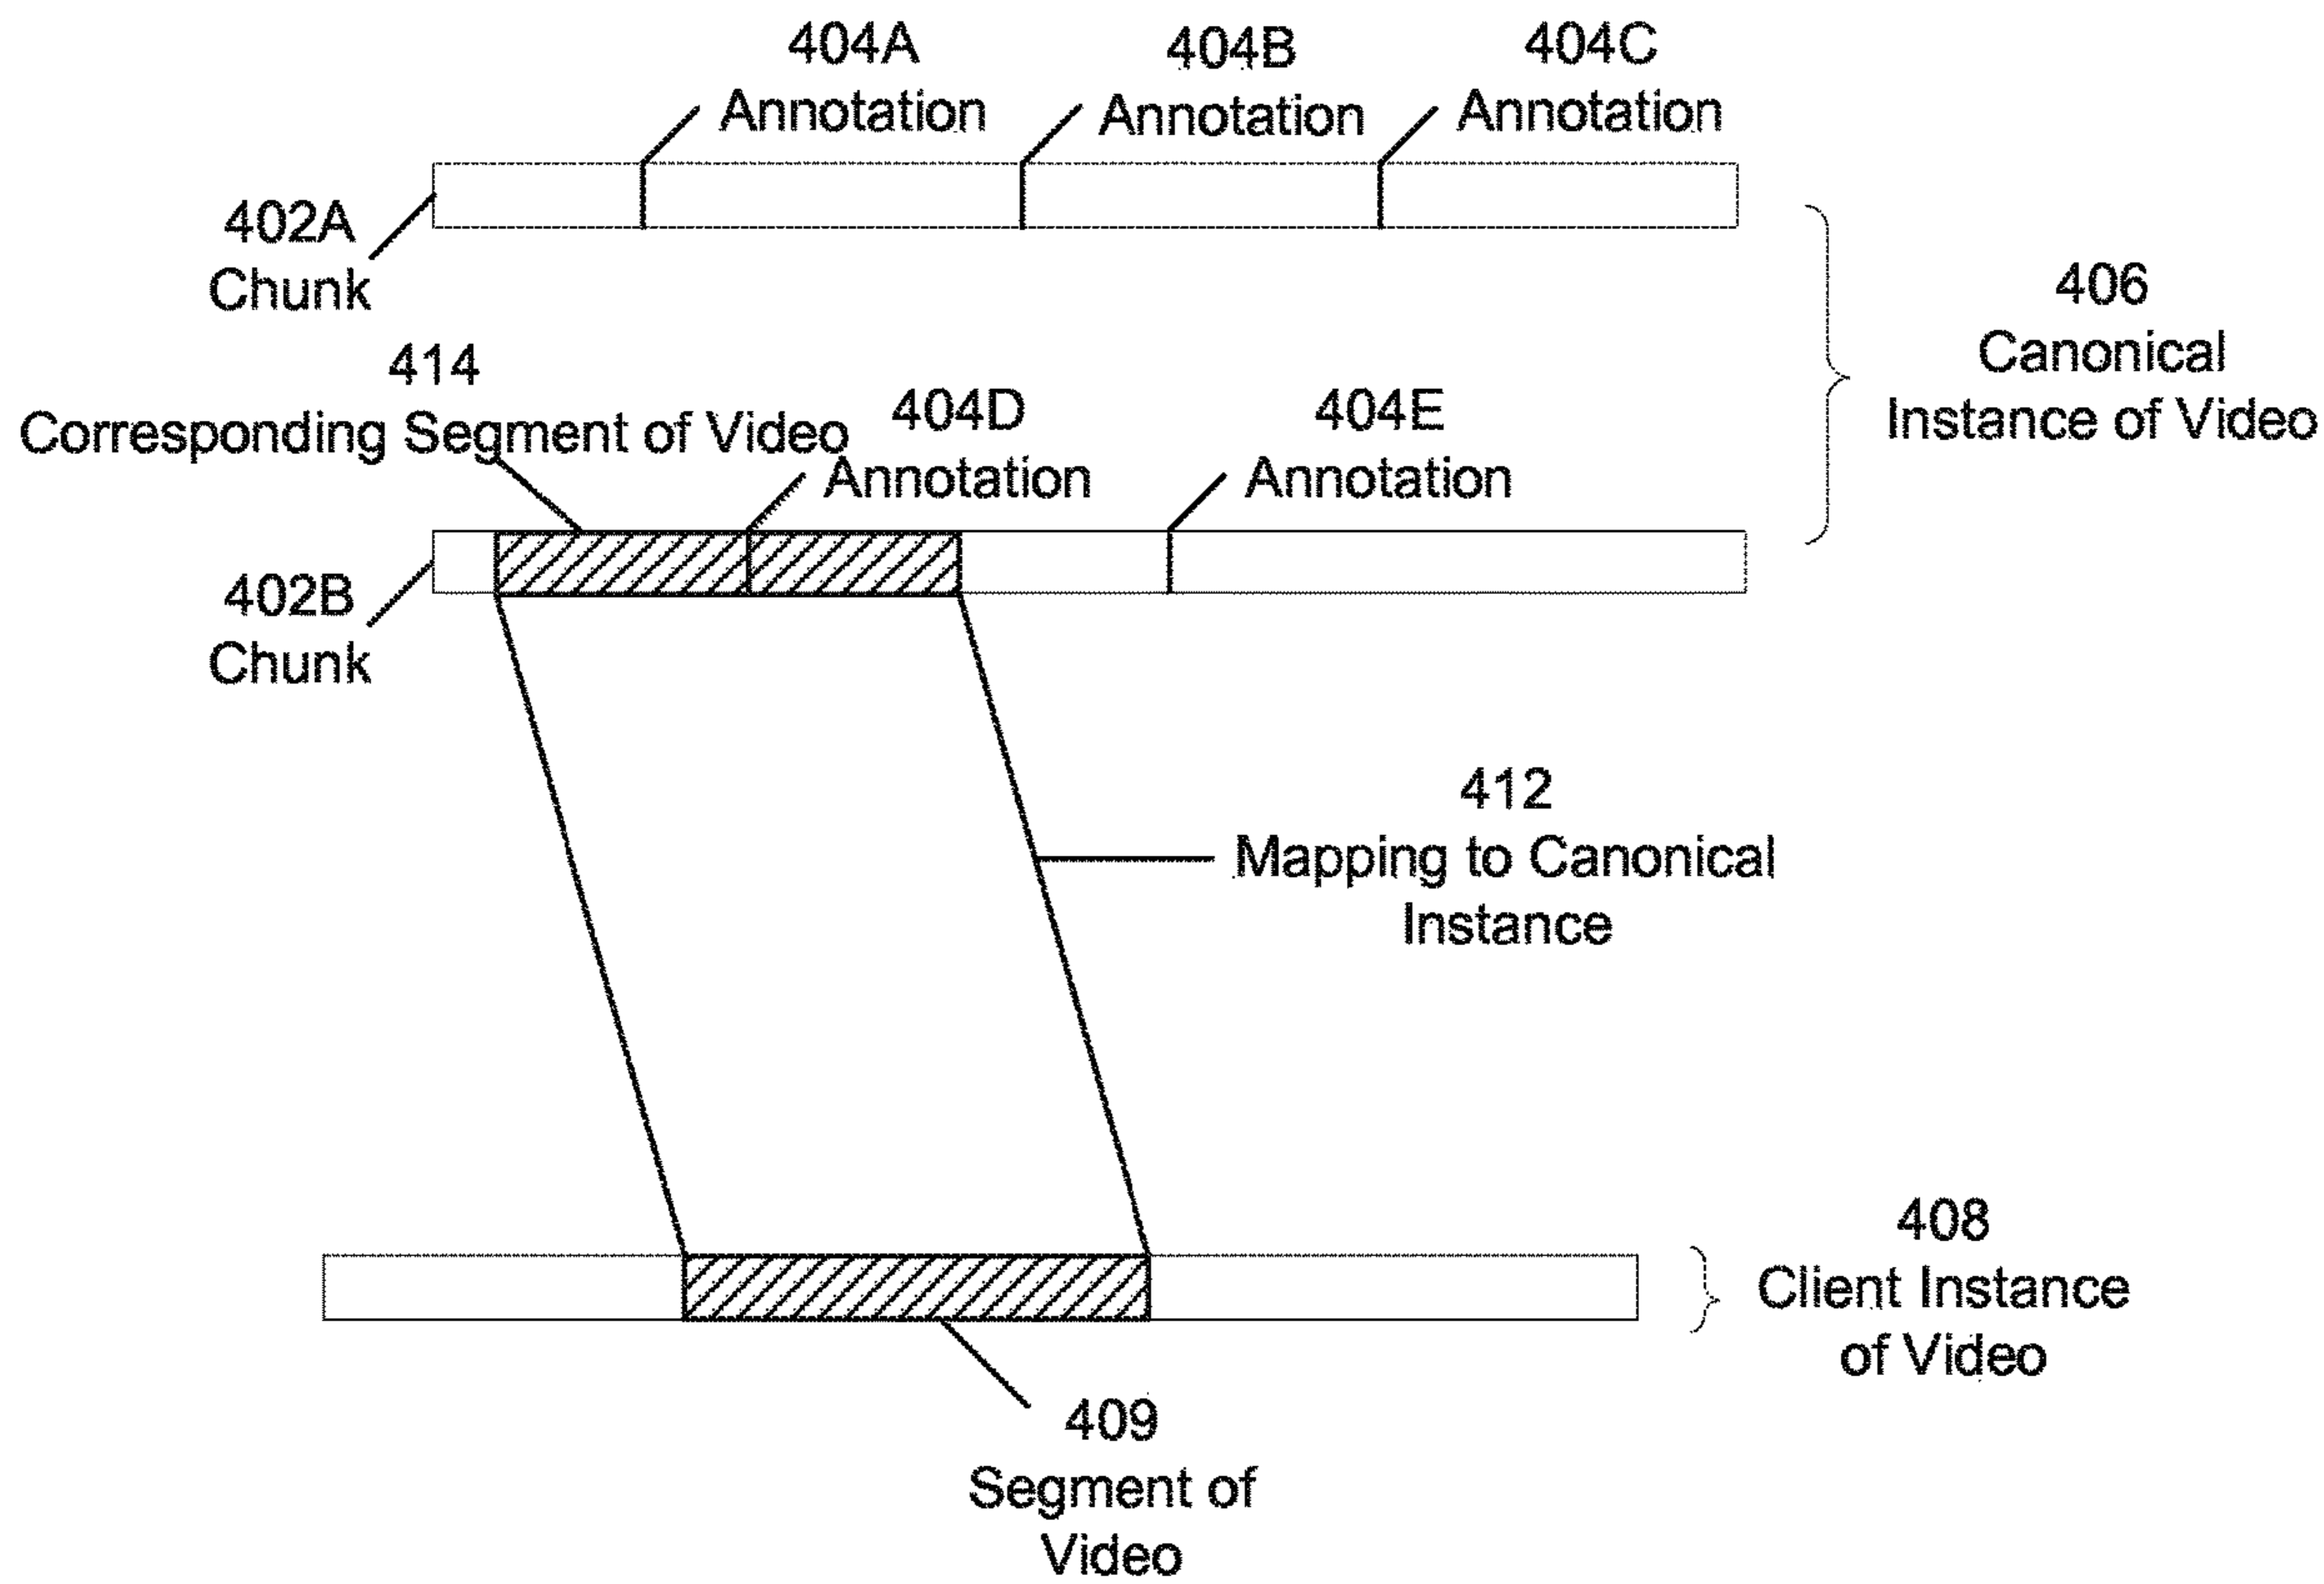 404A
Annotation
404B
Annotation
404C
Annotation
402A
Chunk
406
Canonical
Instance of Video
414
Corresponding Segment of Video
404D
Annotation
404E
Annotation
402B
Chunk
412
Mapping to Canonical
Instance
408
Client Instance
of Video
409
Segment of
Video